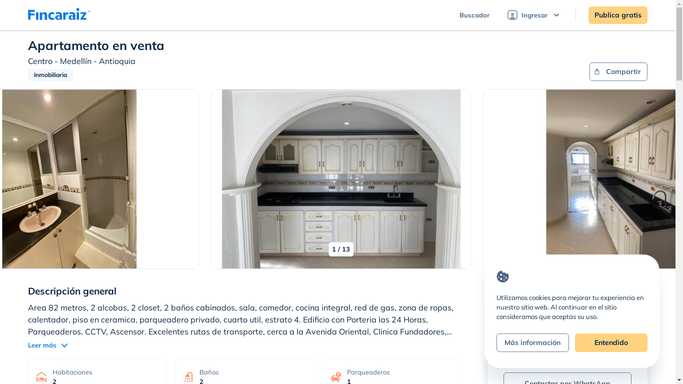 Fincaraiz
Buscador
Ingresar
Publica gratis
Apartamento en venta
Centro - Medellín - Antioquia
Inmobiliaria
Compartir
1 / 13
Descripción general
Area 82 metros, 2 alcobas, 2 closet, 2 baños cabinados, sala, comedor, cocina integral, red de gas, zona de ropas,
calentador, piso en ceramica, parqueadero privado, cuarto util, estrato 4. Edificio con Porteria las 24 Horas,
Parqueaderos, CCTV, Ascensor. Excelentes rutas de transporte, cerca a la Avenida Oriental, Clinica Fundadores,...
Leer más
Habitaciones
2
Baños
2
Parqueaderos
1
Utilizamos cookies para mejorar tu experiencia en
nuestro sitio web. Al continuar en el sitio
consideramos que aceptas su uso.
Más información
Entendido
Contactar por WhatsApp